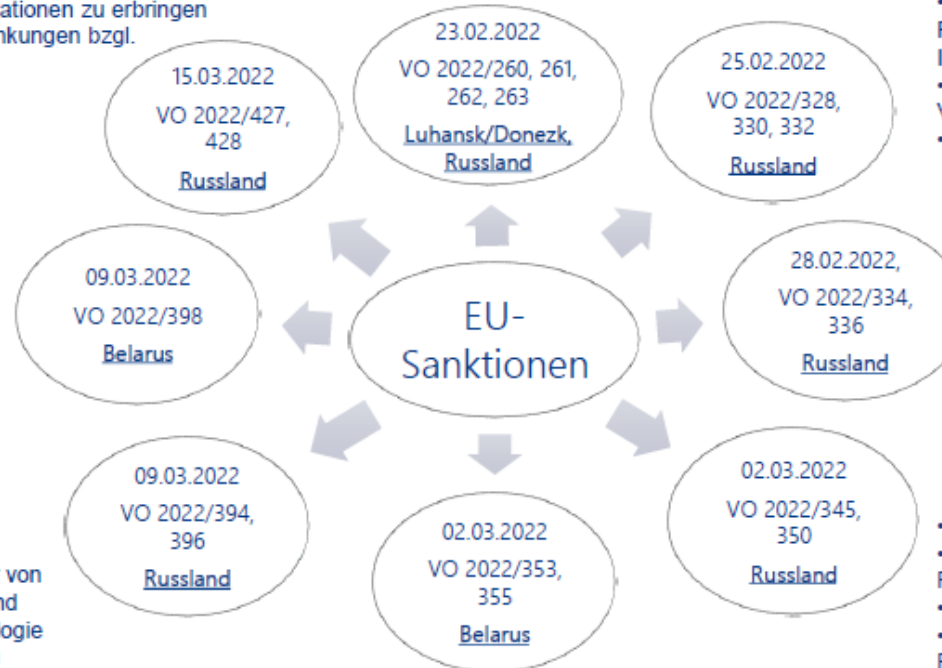 ationen zu erbringen
nkungen bzgl.
23.02.2022
VO 2022/260, 261,
262, 263
Luhansk/Donezk,
Russland
25.02.2022
VO 2022/328,
330, 332
Russland
28.02.2022,
VO 2022/334,
336
Russland
02.03.2022
VO 2022/345,
350
Russland
02.03.2022
VO 2022/353,
355
Belarus
09.03.2022
VO 2022/394,
396
Russland
09.03.2022
VO 2022/398
Belarus
15.03.2022
VO 2022/427,
428
Russland
EU-
Sanktionen
von
nd
ogie